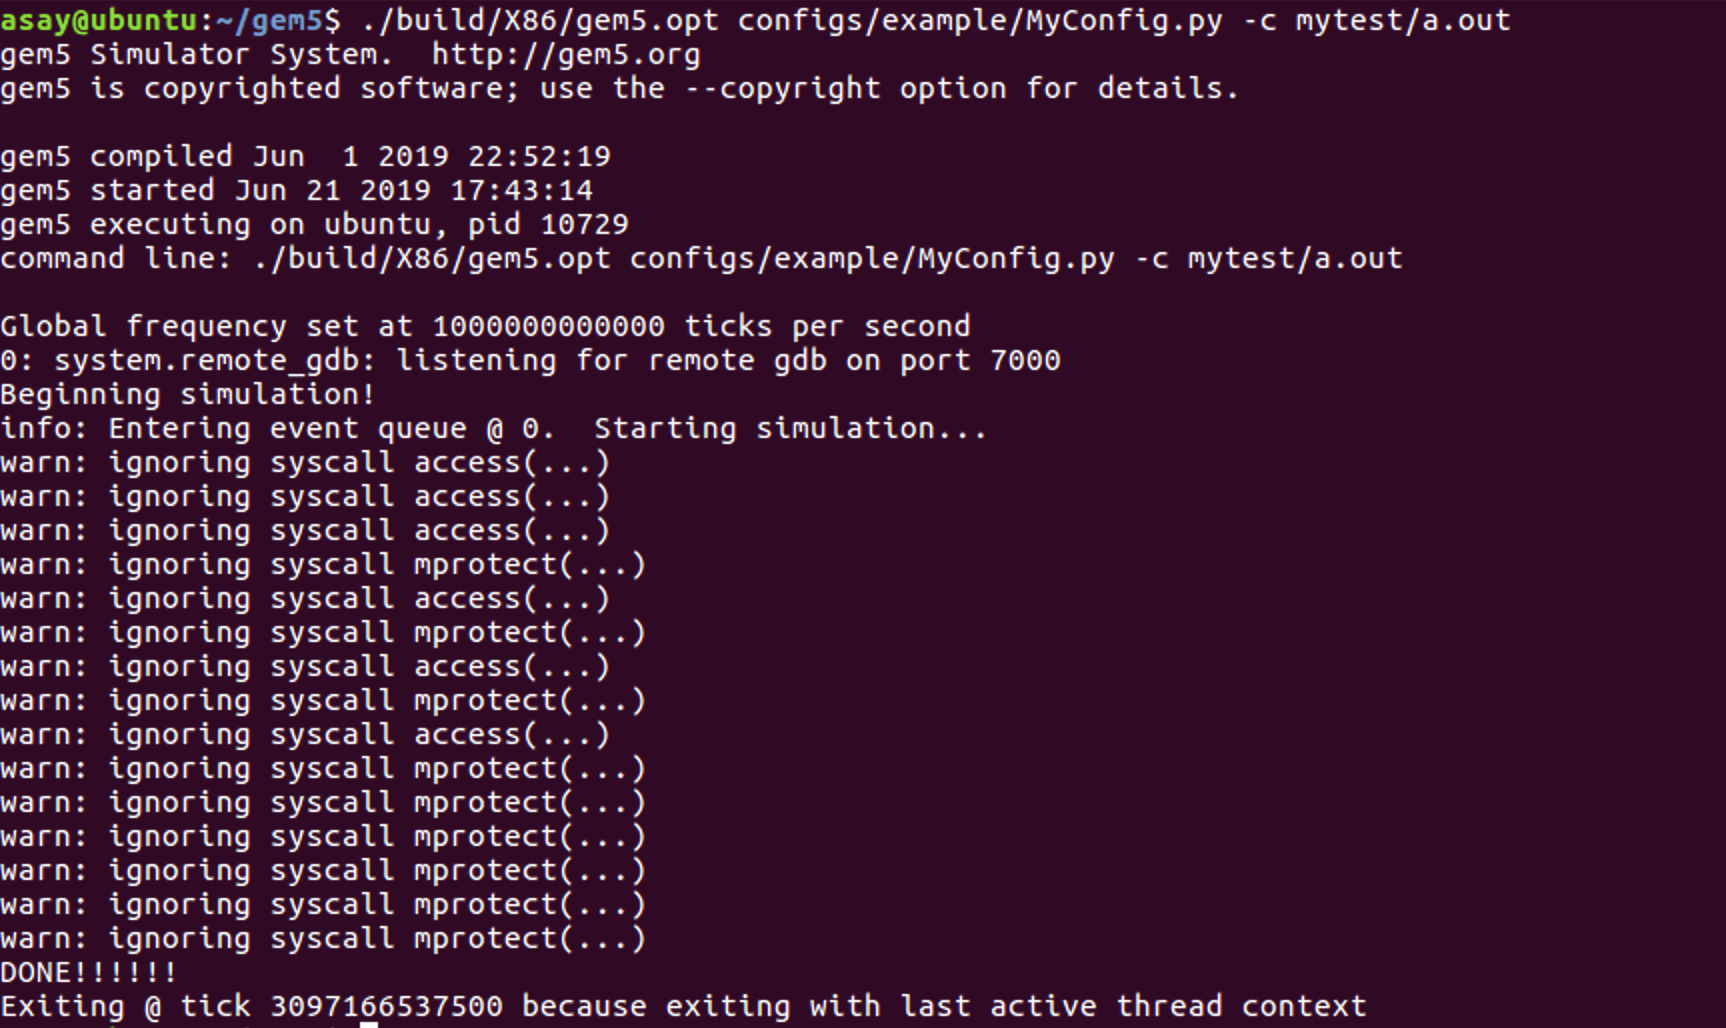 asay@ubuntu:~/gem5$ ./build/X86/gem5.opt configs/example/MyConfig.py -c mytest/a.out
gem5 Simulator System.  http://gem5.org
gem5 is copyrighted software; use the --copyright option for details.

gem5 compiled Jun  1 2019 22:52:19
gem5 started Jun 21 2019 17:43:14
gem5 executing on ubuntu, pid 10729
command line: ./build/X86/gem5.opt configs/example/MyConfig.py -c mytest/a.out

Global frequency set at 1000000000000 ticks per second
0: system.remote_gdb: listening for remote gdb on port 7000
Beginning simulation!
info: Entering event queue @ 0.  Starting simulation...
warn: ignoring syscall access(...)
warn: ignoring syscall access(...)
warn: ignoring syscall access(...)
warn: ignoring syscall mprotect(...)
warn: ignoring syscall access(...)
warn: ignoring syscall mprotect(...)
warn: ignoring syscall access(...)
warn: ignoring syscall mprotect(...)
warn: ignoring syscall access(...)
warn: ignoring syscall mprotect(...)
warn: ignoring syscall mprotect(...)
warn: ignoring syscall mprotect(...)
warn: ignoring syscall mprotect(...)
warn: ignoring syscall mprotect(...)
warn: ignoring syscall mprotect(...)
DONE!!!!!!
Exiting @ tick 3097166537500 because exiting with last active thread context